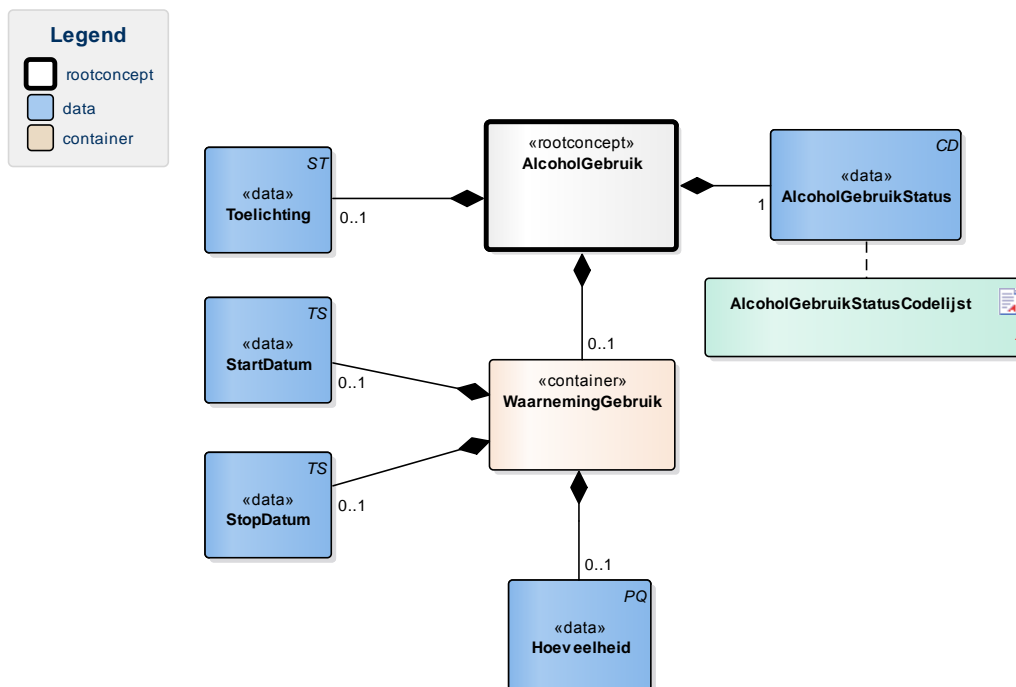 Legend
rootconcept
data
container
«rootconcept»
AlcoholGebruik
CD
«data»
AlcoholGebruikStatus
1
ST
«data»
Toelichting
0..1
AlcoholGebruikStatusCodelijst
TS
«data»
StartDatum
0..1
0..1
«container»
WaarnemingGebruik
TS
«data»
StopDatum
0..1
0..1
PQ
«data»
Hoeveelheid